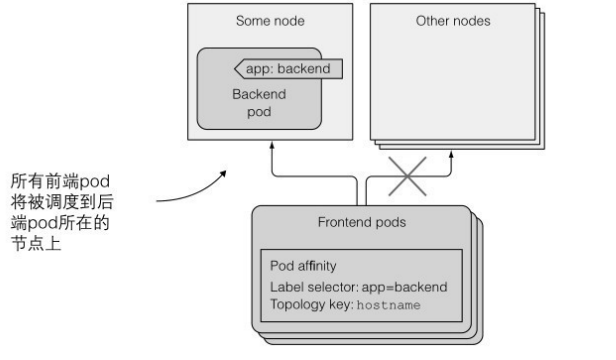 Some node
Other nodes
app: backend
Backend
pod
所有前端pod
将被调度到后
端pod所在的
节点上
Frontend pods
Pod affinity
Label selector: app=backend
Topology key: hostname